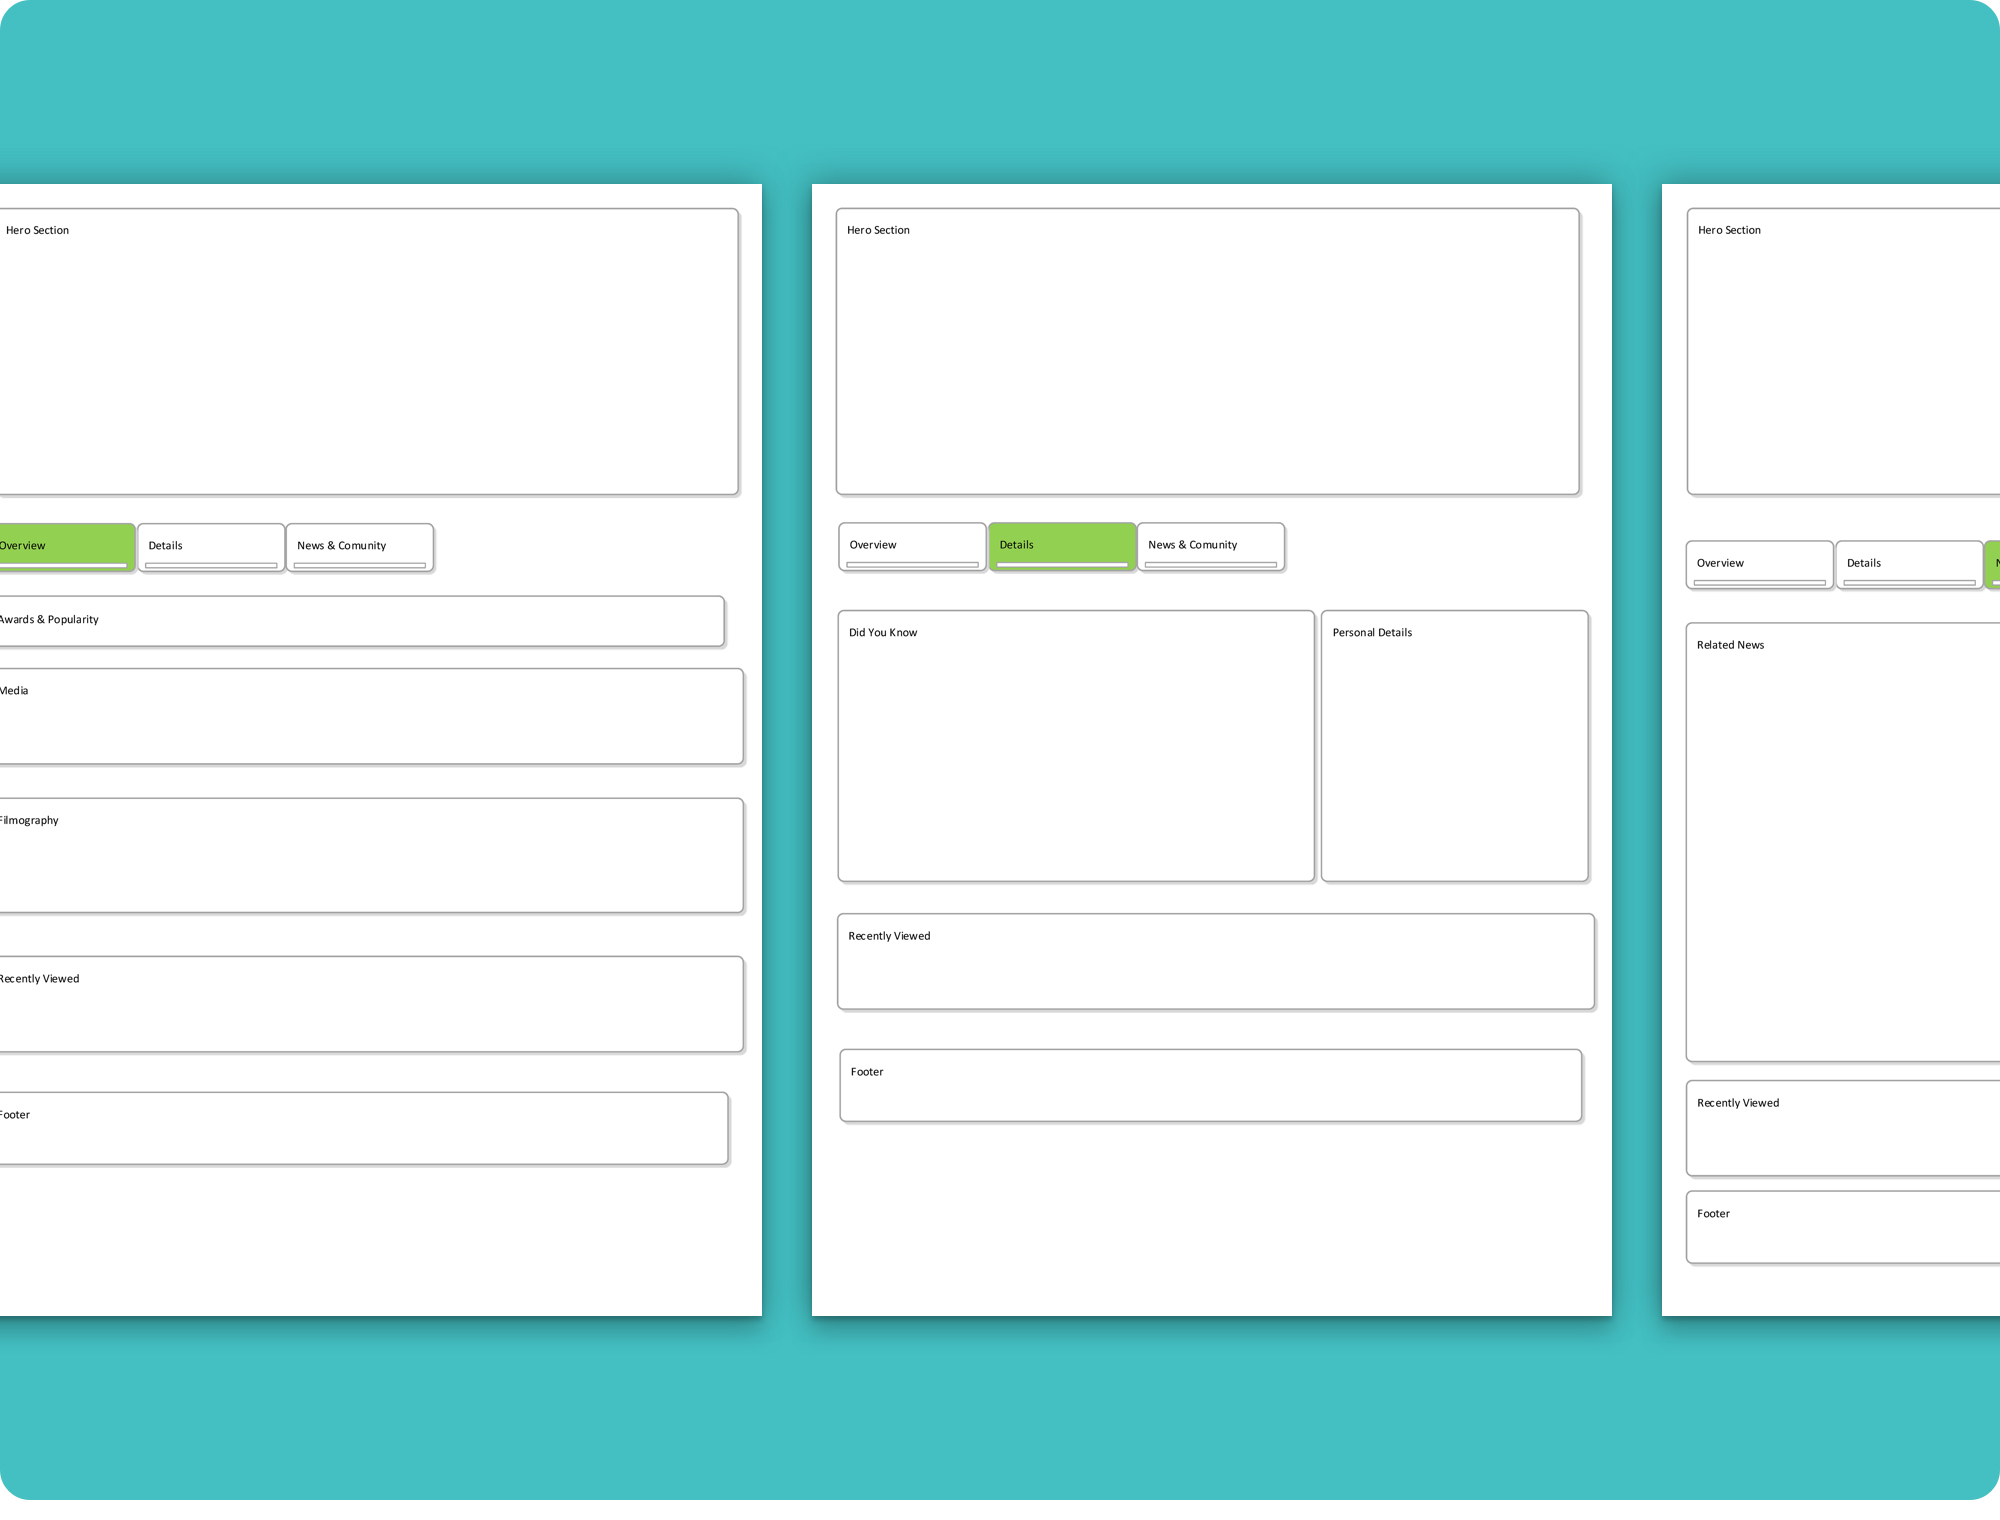 Hero Section
Overview
Details
News & Comunity
Awards & Popularity
Media
Filmography
Recently Viewed
Footer
Hero Section
Overview
Details
News & Comunity
Did You Know
Personal Details
Recently Viewed
Footer
Hero Section
Overview
Details
Related News
Recently Viewed
Footer